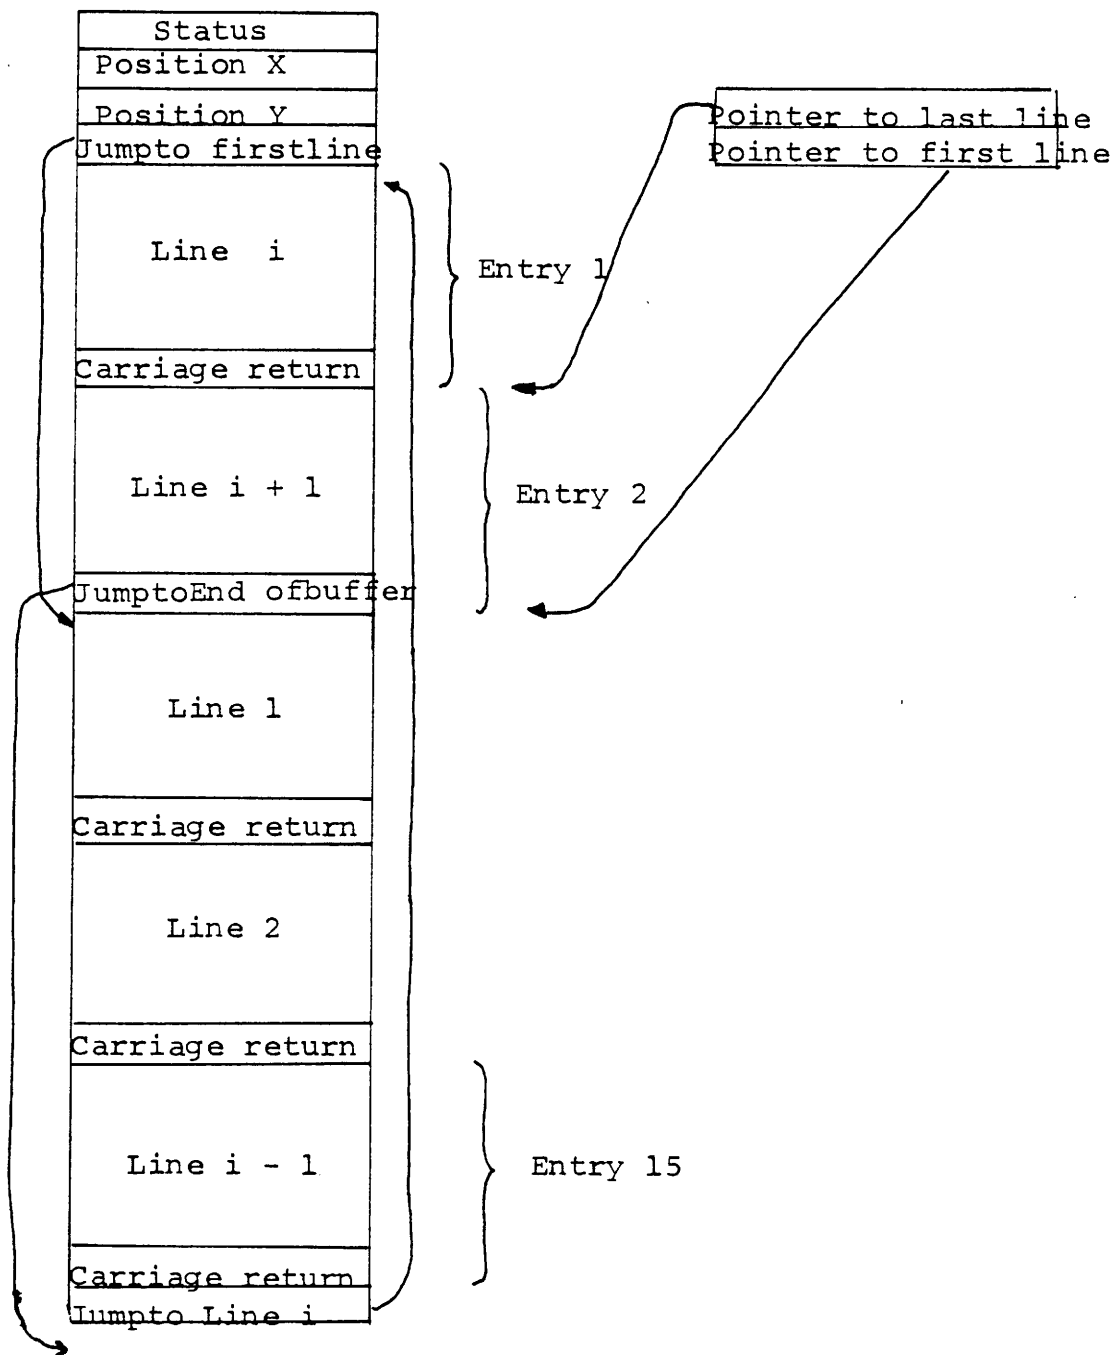 Status
Position X
Position Y
Jumpto firstline
Line i
Carriage return
Line i + 1
JumptoEnd ofbuffer
Line 1
Carriage return
Line 2
Carriage return
Line i - 1
Carriage return
Jumpto Line i
Entry 1
Entry 2
Entry 15
Pointer to last line
Pointer to first line